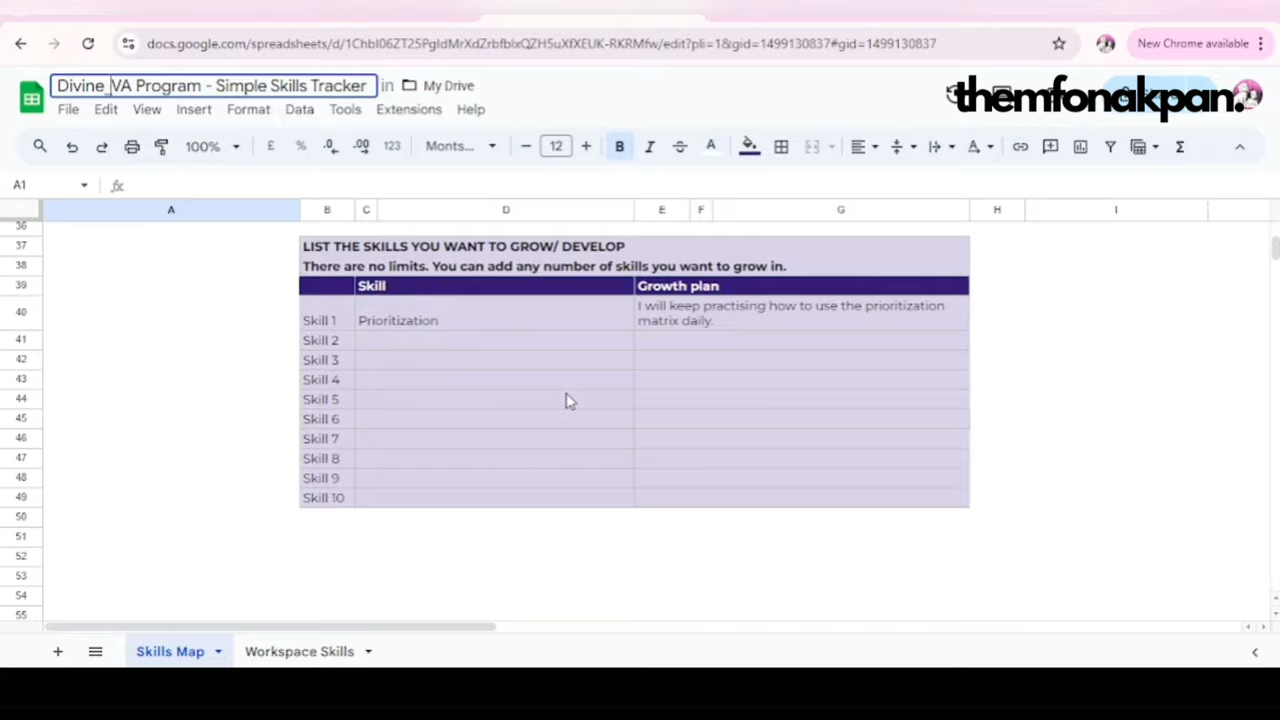 docs.google.com/spreadsheets/d/1ChbI06ZT25PgIdMrXdZrbfbIxQZH5uXfXEUK-RKRMfw/edit?pli=1&gid=1499130837#gid=1499130837
New Chrome available
Divine_VA Program - Simple Skills Tracker in My Drive
themfonakpan.
File Edit View Insert Format Data Tools Extensions Help
100% £ % .0 .00 123 Monts... 12 B I A
A1 fx
A B C D E F G H I
36
37 LIST THE SKILLS YOU WANT TO GROW/ DEVELOP
38 There are no limits. You can add any number of skills you want to grow in.
39 Skill Growth plan
I will keep practising how to use the prioritization
40 Skill 1 Prioritization matrix daily.
41 Skill 2
42 Skill 3
43 Skill 4
44 Skill 5
45 Skill 6
46 Skill 7
47 Skill 8
48 Skill 9
49 Skill 10
50
51
52
53
54
55
Skills Map Workspace Skills